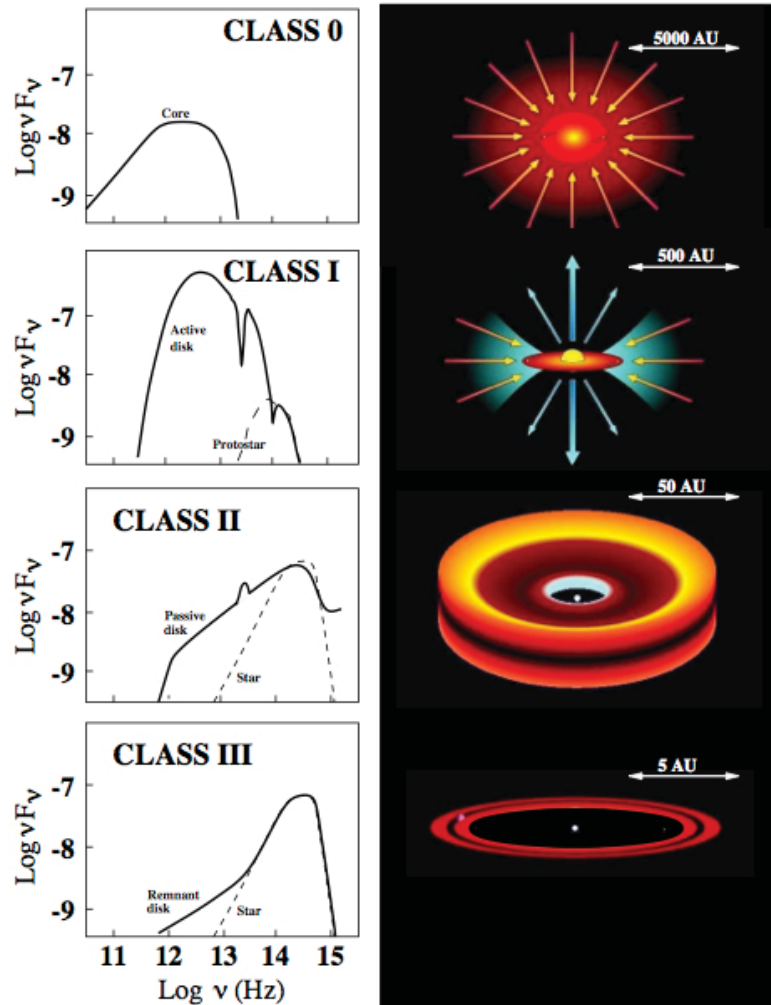 CLASS 0
-7
-8
-9
Log νFν
Core
5000 AU
CLASS I
-7
-8
-9
Log νFν
Active
disk
Protostar
500 AU
CLASS II
-7
-8
-9
Log νFν
Passive
disk
Star
50 AU
CLASS III
-7
-8
-9
Log νFν
Remnant
disk
Star
5 AU
11 12 13 14 15
Log ν (Hz)